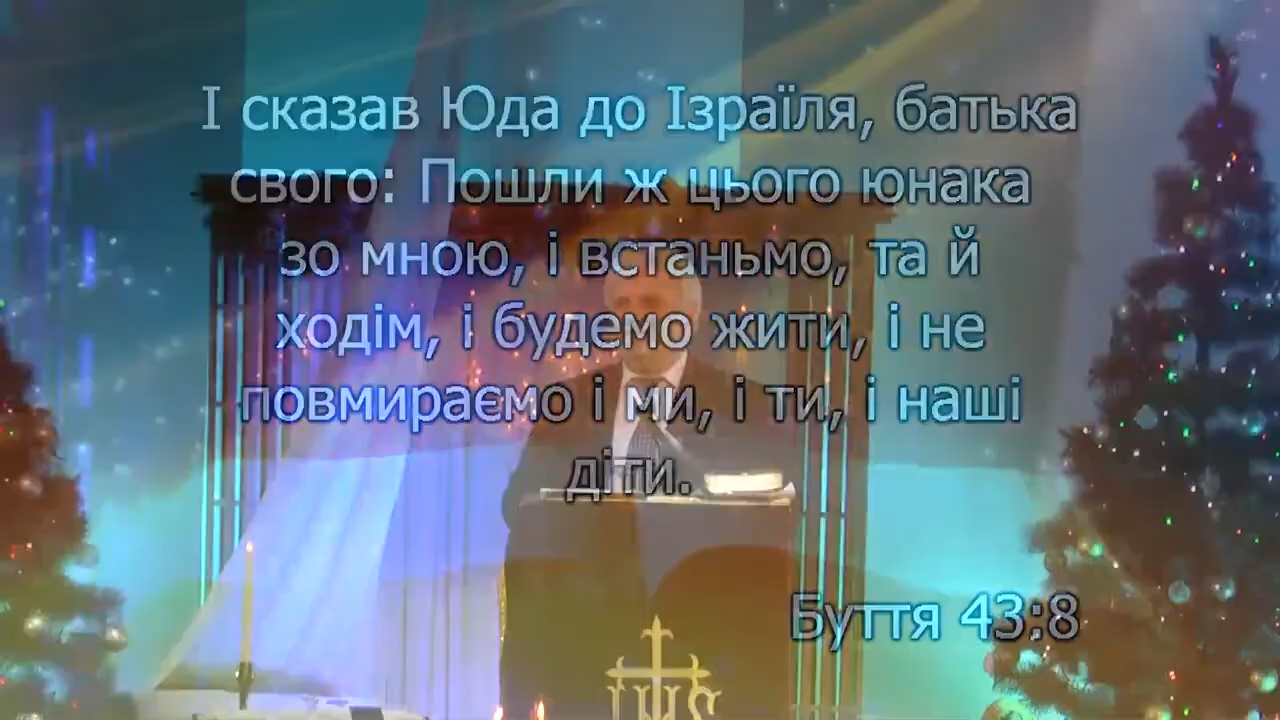 І сказав Юда до Ізраїля, батька
свого: Пошли ж цього юнака
зо мною, і встаньмо, та й
ходім, і будемо жити, і не
повмираємо і ми, і ти, і наші
діти.
Буття 43:8
IHS